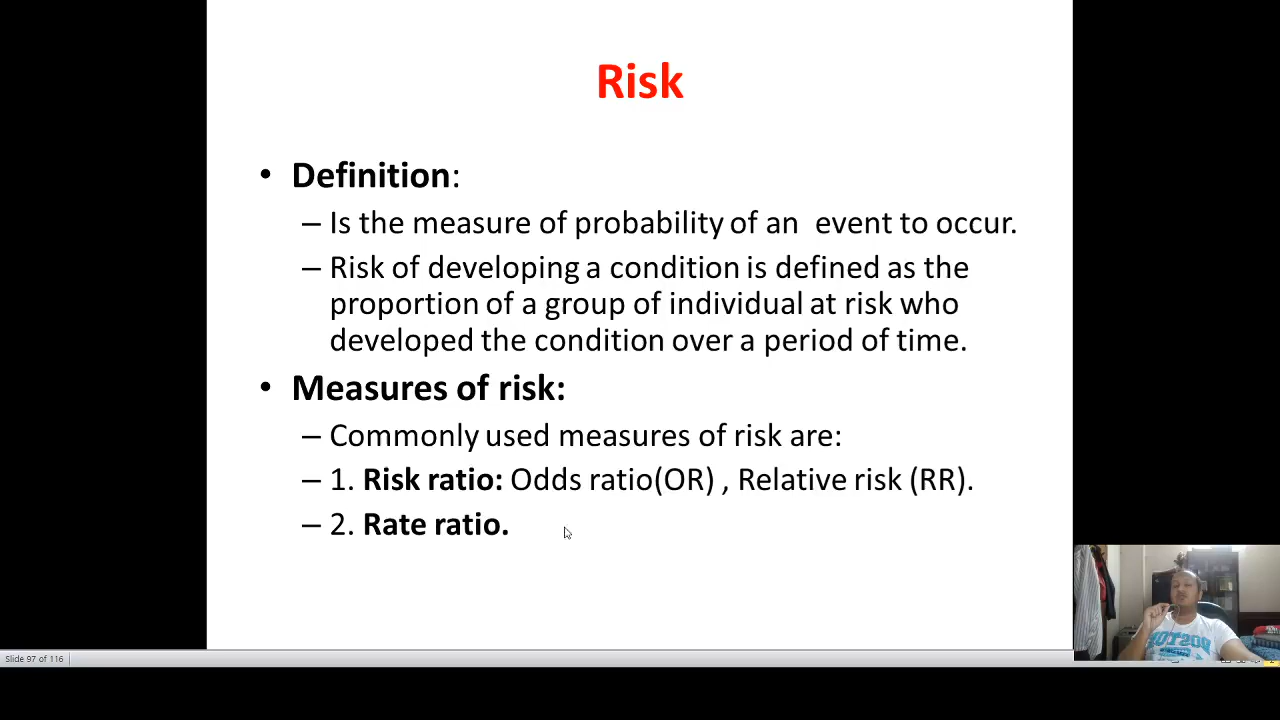 Risk
• Definition:
– Is the measure of probability of an event to occur.
– Risk of developing a condition is defined as the
proportion of a group of individual at risk who
developed the condition over a period of time.
• Measures of risk:
– Commonly used measures of risk are:
– 1. Risk ratio: Odds ratio(OR) , Relative risk (RR).
– 2. Rate ratio.
Slide 97 of 116